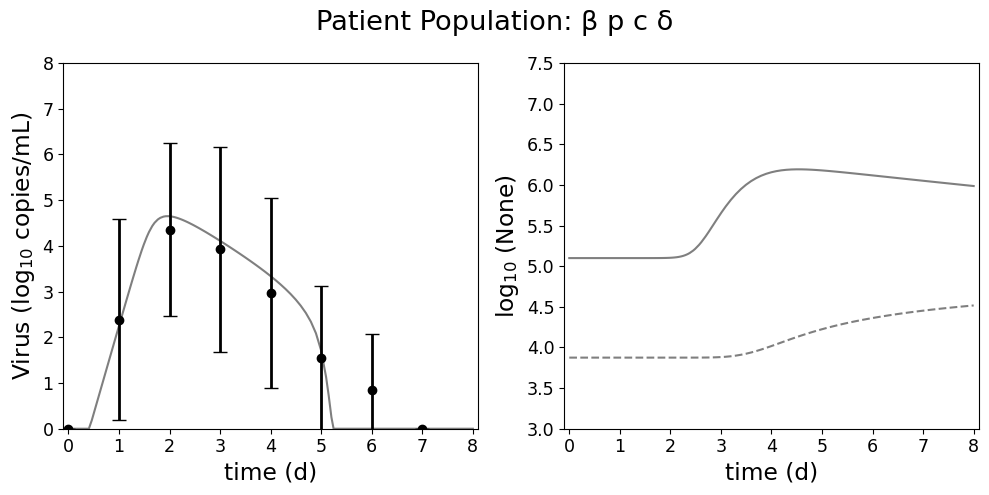 Patient Population: β p c δ
Virus (log10 copies/mL)
8
7
6
5
4
3
2
1
0
0 1 2 3 4 5 6 7 8
time (d)
log10 (None)
7.5
7.0
6.5
6.0
5.5
5.0
4.5
4.0
3.5
3.0
0 1 2 3 4 5 6 7 8
time (d)